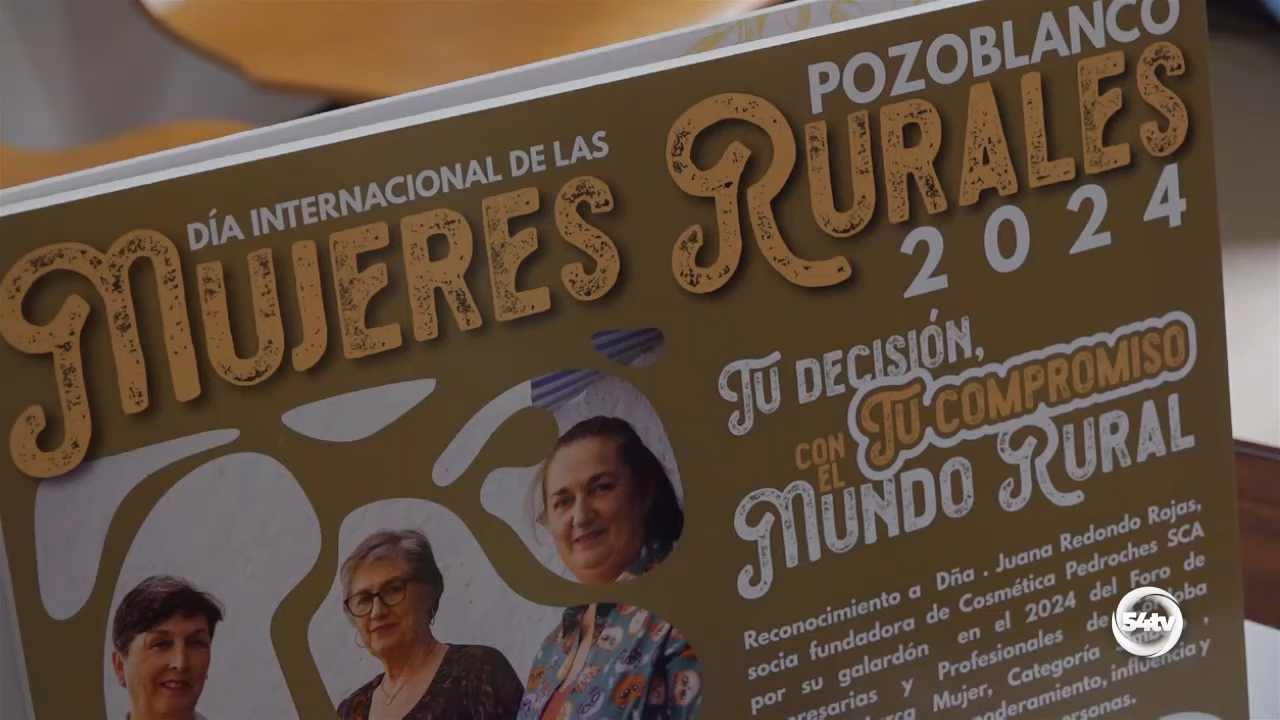 POZOBLANCO
DÍA INTERNACIONAL DE LAS
MUJERES RURALES
2024
TU DECISIÓN,
CON EL TU COMPROMISO
MUNDO RURAL
Reconocimiento a Dña . Juana Redondo Rojas,
socia fundadora de Cosmética Pedroches SCA
por su galardón en el 2024 del Foro de
y Profesionales de
Mujer, Categoría
influencia y
personas.
54tv